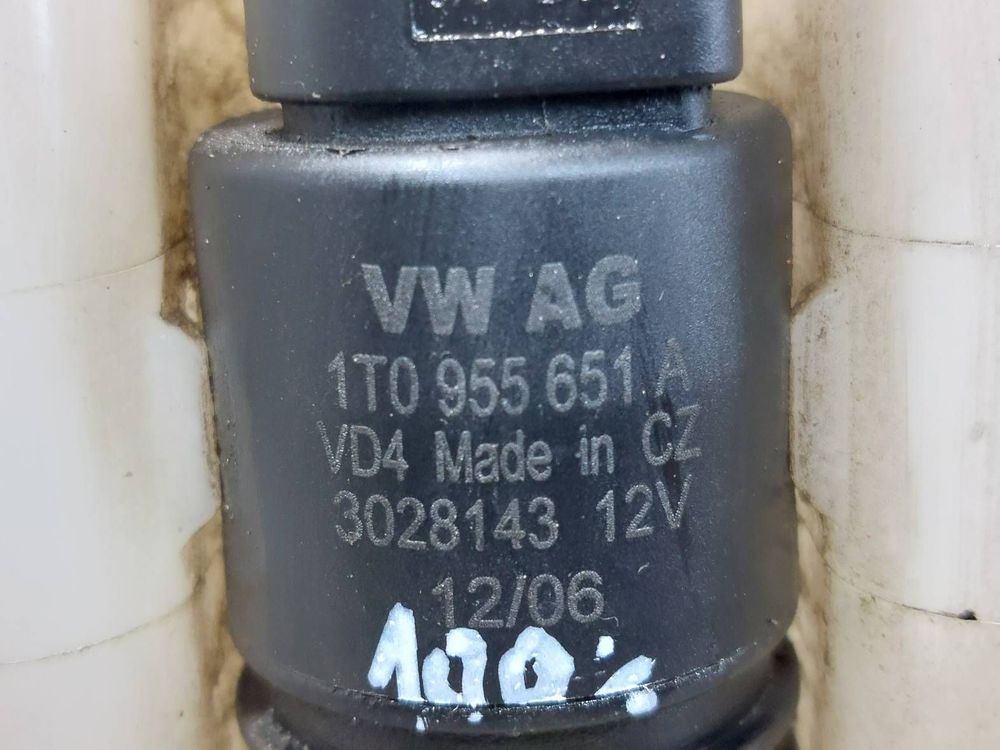 VW AG
1T0 955 651 A
VD4 Made in CZ
3028143 12V
12/06